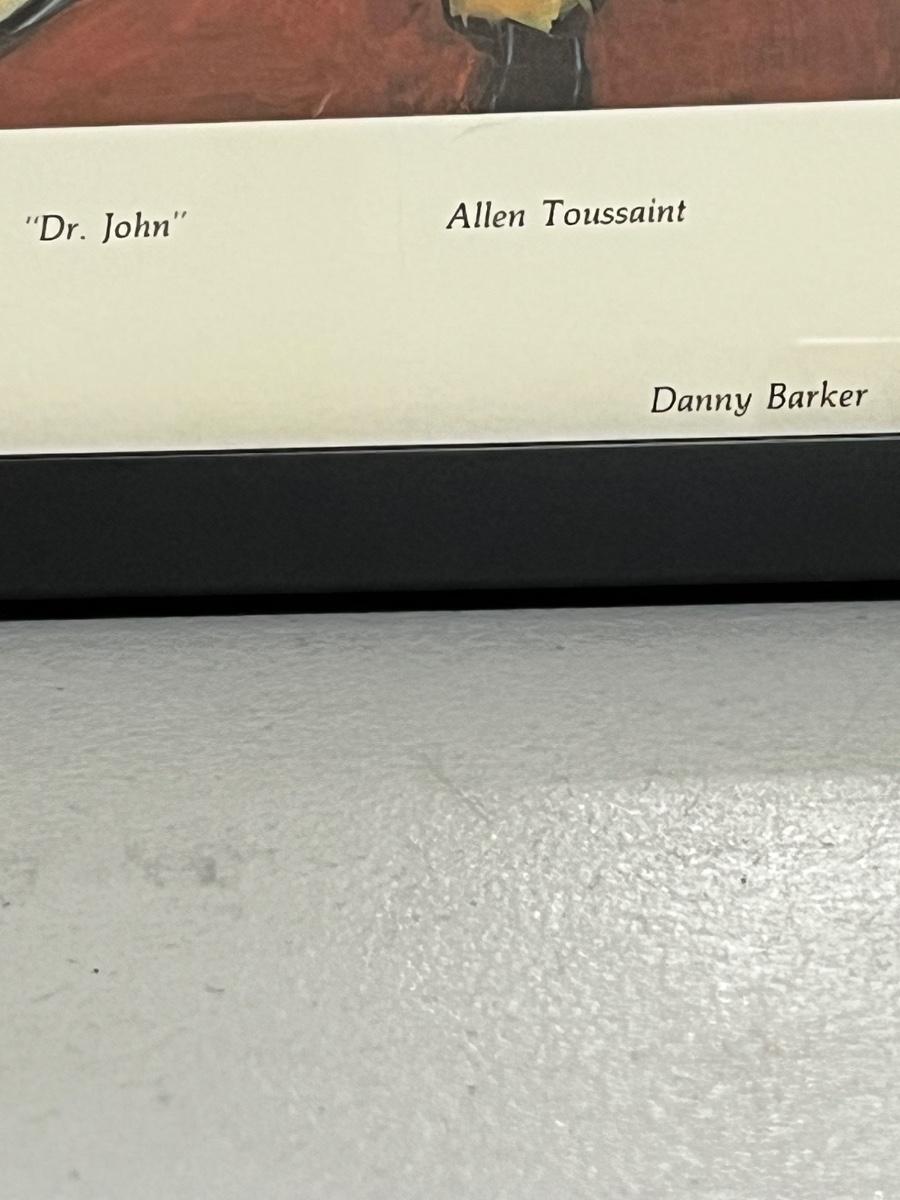 "Dr. John"
Allen Toussaint
Danny Barker